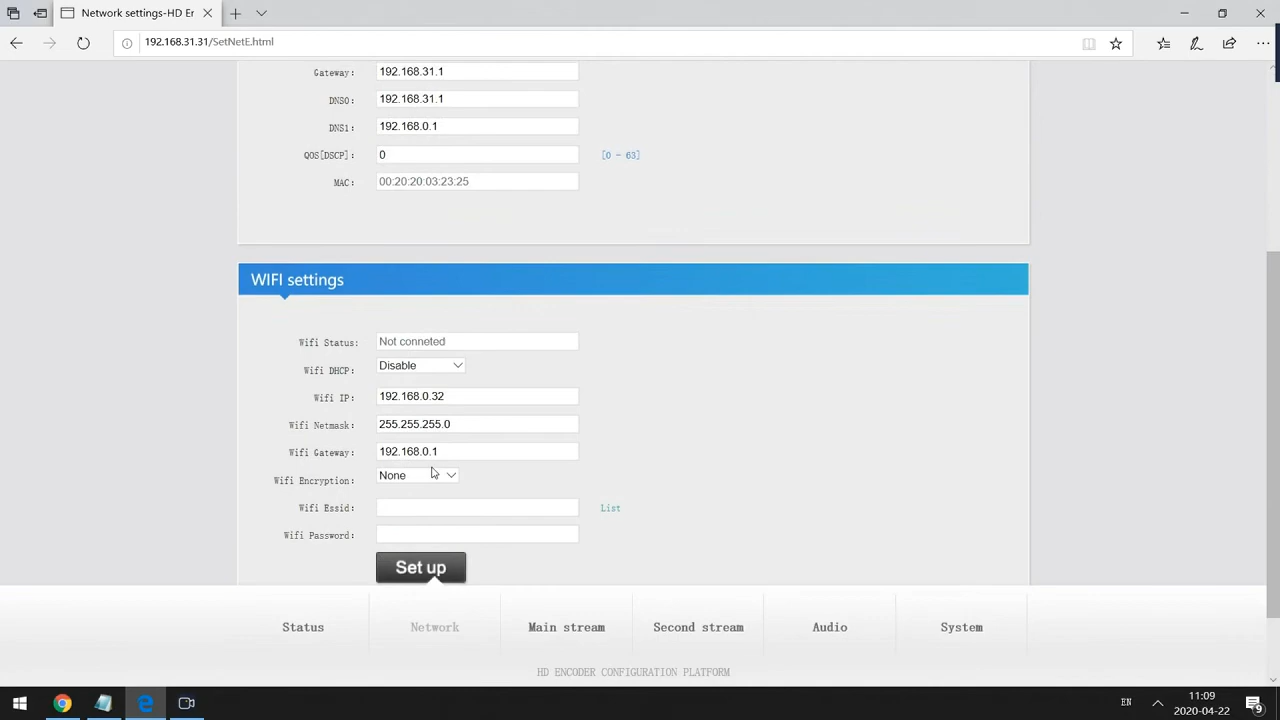 Network settings-HD Er
192.168.31.31/SetNetE.html
Gateway: 192.168.31.1
DNS0: 192.168.31.1
DNS1: 192.168.0.1
QOS[DSCP]: 0 [0 - 63]
MAC: 00:20:20:03:23:25
WIFI settings
Wifi Status: Not conneted
Wifi DHCP: Disable
Wifi IP: 192.168.0.32
Wifi Netmask: 255.255.255.0
Wifi Gateway: 192.168.0.1
Wifi Encryption: None
Wifi Essid: List
Wifi Password:
Set up
Status Network Main stream Second stream Audio System
HD ENCODER CONFIGURATION PLATFORM
EN 11:09
2020-04-22 9